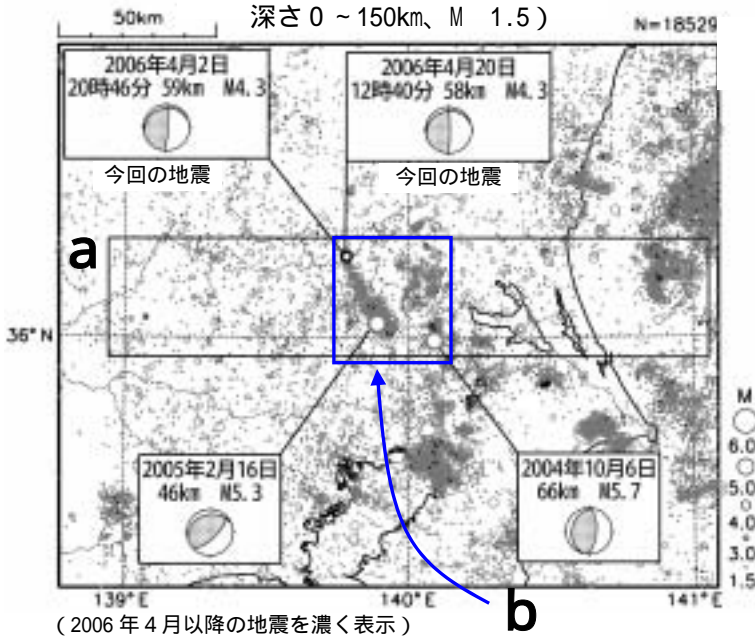 50km
深さ０～150km、M　1.5）
N=18529
2006年4月2日
20時46分 59km M4.3
今回の地震
2006年4月20日
12時40分 58km M4.3
今回の地震
a
36°N
2005年2月16日
46km M5.3
2004年10月6日
66km M5.7
M
6.0
5.0
4.0
3.0
1.5
139°E
140°E
141°E
b
（2006年4月以降の地震を濃く表示）